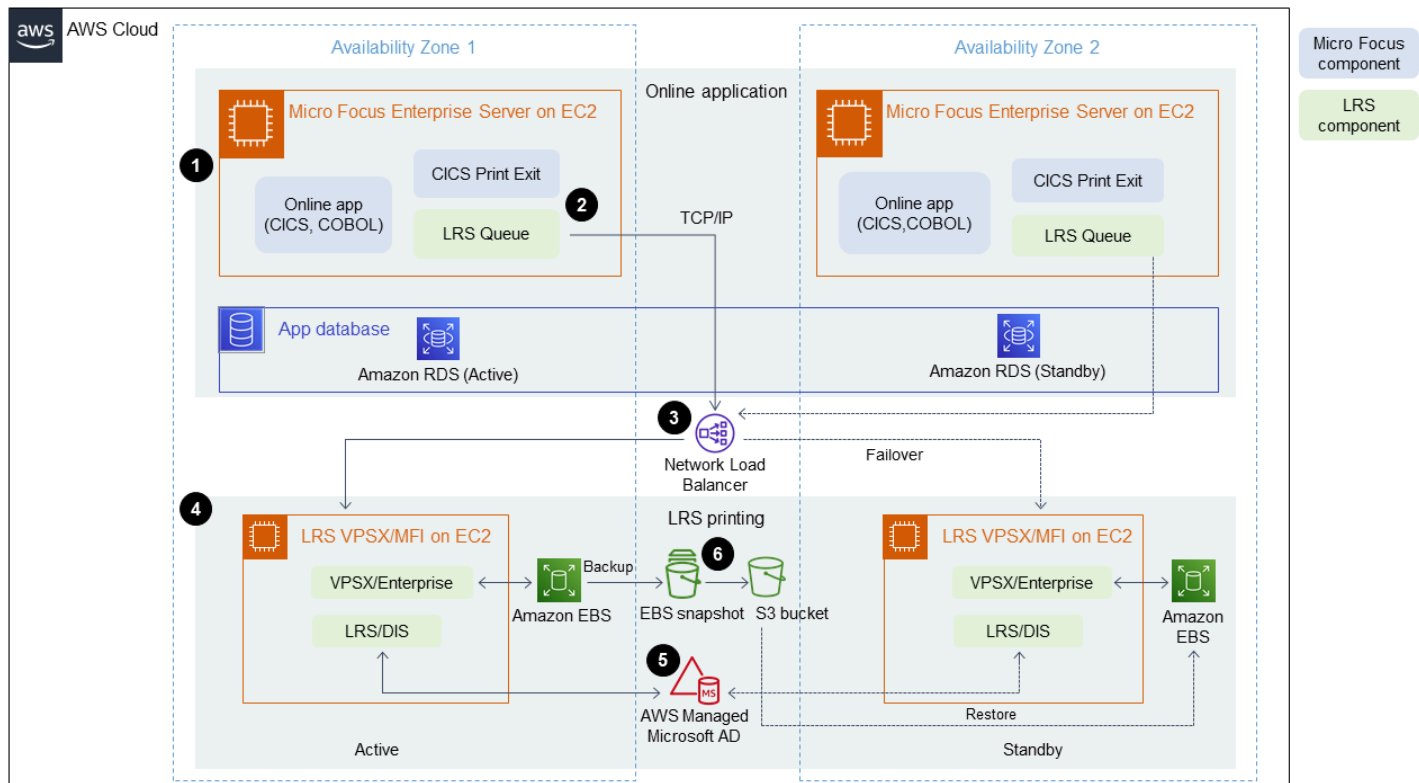 aws
AWS Cloud
Availability Zone 1
Availability Zone 2
Micro Focus
component
LRS
component
Online application
Micro Focus Enterprise Server on EC2
1
CICS Print Exit
Online app
(CICS, COBOL)
2
LRS Queue
TCP/IP
Micro Focus Enterprise Server on EC2
CICS Print Exit
Online app
(CICS,COBOL)
LRS Queue
App database
Amazon RDS (Active)
Amazon RDS (Standby)
3
Network Load
Balancer
Failover
4
LRS printing
LRS VPSX/MFI on EC2
VPSX/Enterprise
LRS/DIS
Amazon EBS
Backup
6
EBS snapshot
S3 bucket
5
MS
AWS Managed
Microsoft AD
LRS VPSX/MFI on EC2
VPSX/Enterprise
LRS/DIS
Amazon
EBS
Restore
Active
Standby